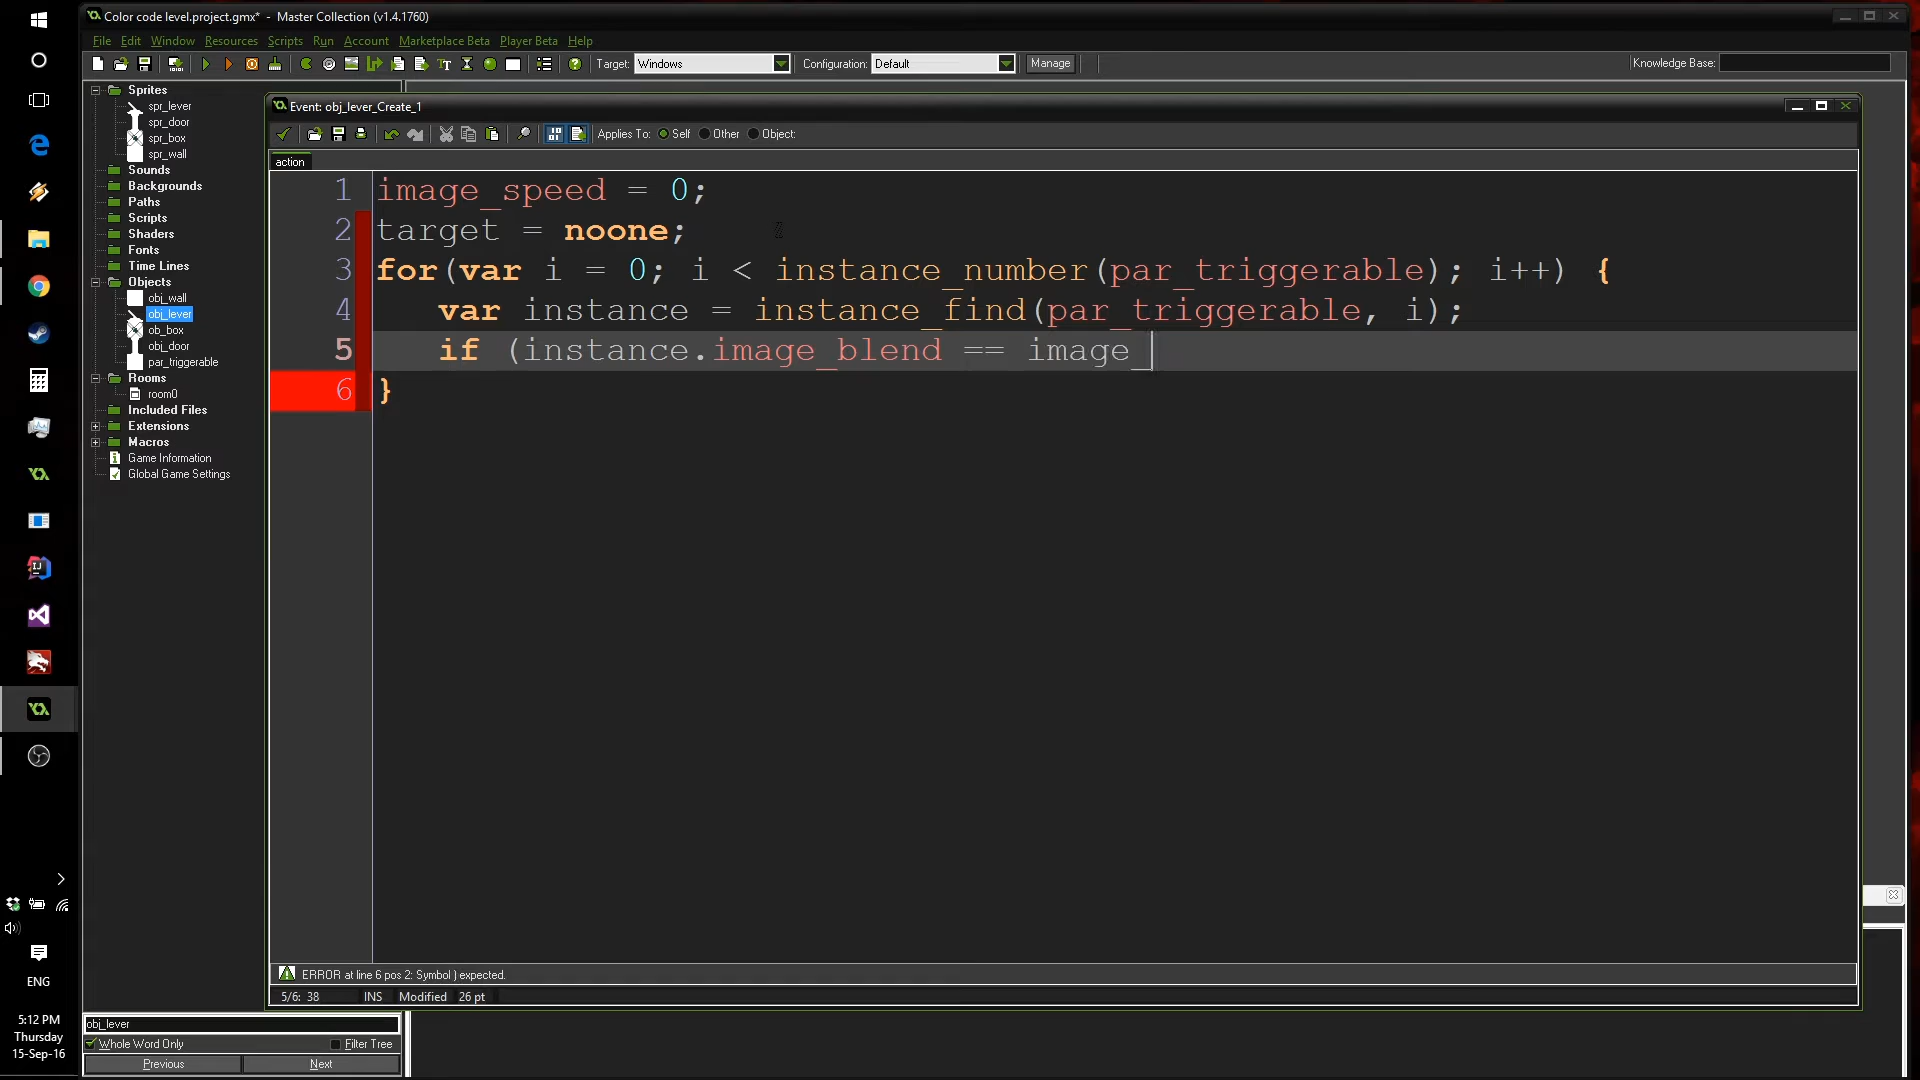 Color code level.project.gmx* - Master Collection (v1.4.1760)
File Edit Window Resources Scripts Run Account Marketplace Beta Player Beta Help
Target: Windows Configuration: Default Manage Knowledge Base:
Sprites
spr_lever
spr_door
spr_box
spr_wall
Sounds
Backgrounds
Paths
Scripts
Shaders
Fonts
Time Lines
Objects
obj_wall
obj_lever
ob_box
obj_door
par_triggerable
Rooms
room0
Included Files
Extensions
Macros
Game Information
Global Game Settings
Event: obj_lever_Create_1
Applies To: Self Other Object:
action
1 image_speed = 0;
2 target = noone;
3 for(var i = 0; i < instance_number(par_triggerable); i++) {
4 var instance = instance_find(par_triggerable, i);
5 if (instance.image_blend == image_
6 }
ERROR at line 6 pos 2: Symbol ) expected.
5/6: 38 INS Modified 26 pt
obj_lever
Whole Word Only Filter Tree
Previous Next
ENG
5:12 PM
Thursday
15-Sep-16